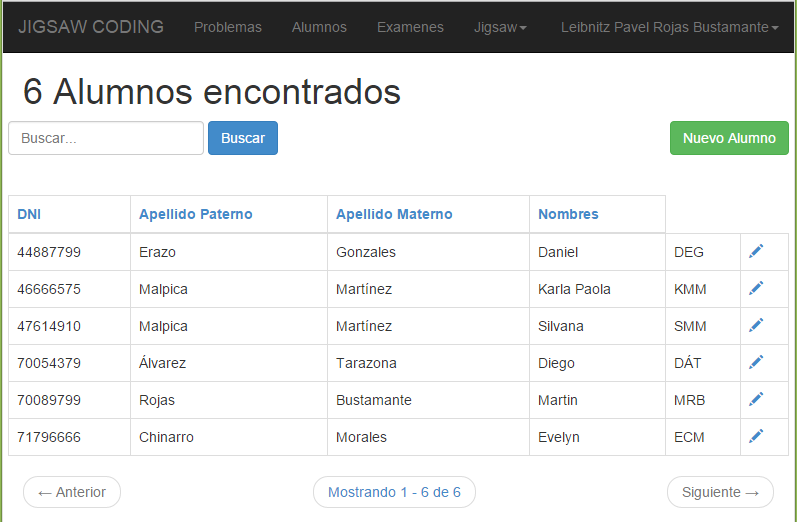 JIGSAW CODING Problemas Alumnos Examenes Jigsaw Leibnitz Pavel Rojas Bustamante
6 Alumnos encontrados
Buscar... Buscar Nuevo Alumno
DNI Apellido Paterno Apellido Materno Nombres
44887799 Erazo Gonzales Daniel DEG
46666575 Malpica Martínez Karla Paola KMM
47614910 Malpica Martínez Silvana SMM
70054379 Álvarez Tarazona Diego DÁT
70089799 Rojas Bustamante Martin MRB
71796666 Chinarro Morales Evelyn ECM
← Anterior Mostrando 1 - 6 de 6 Siguiente →